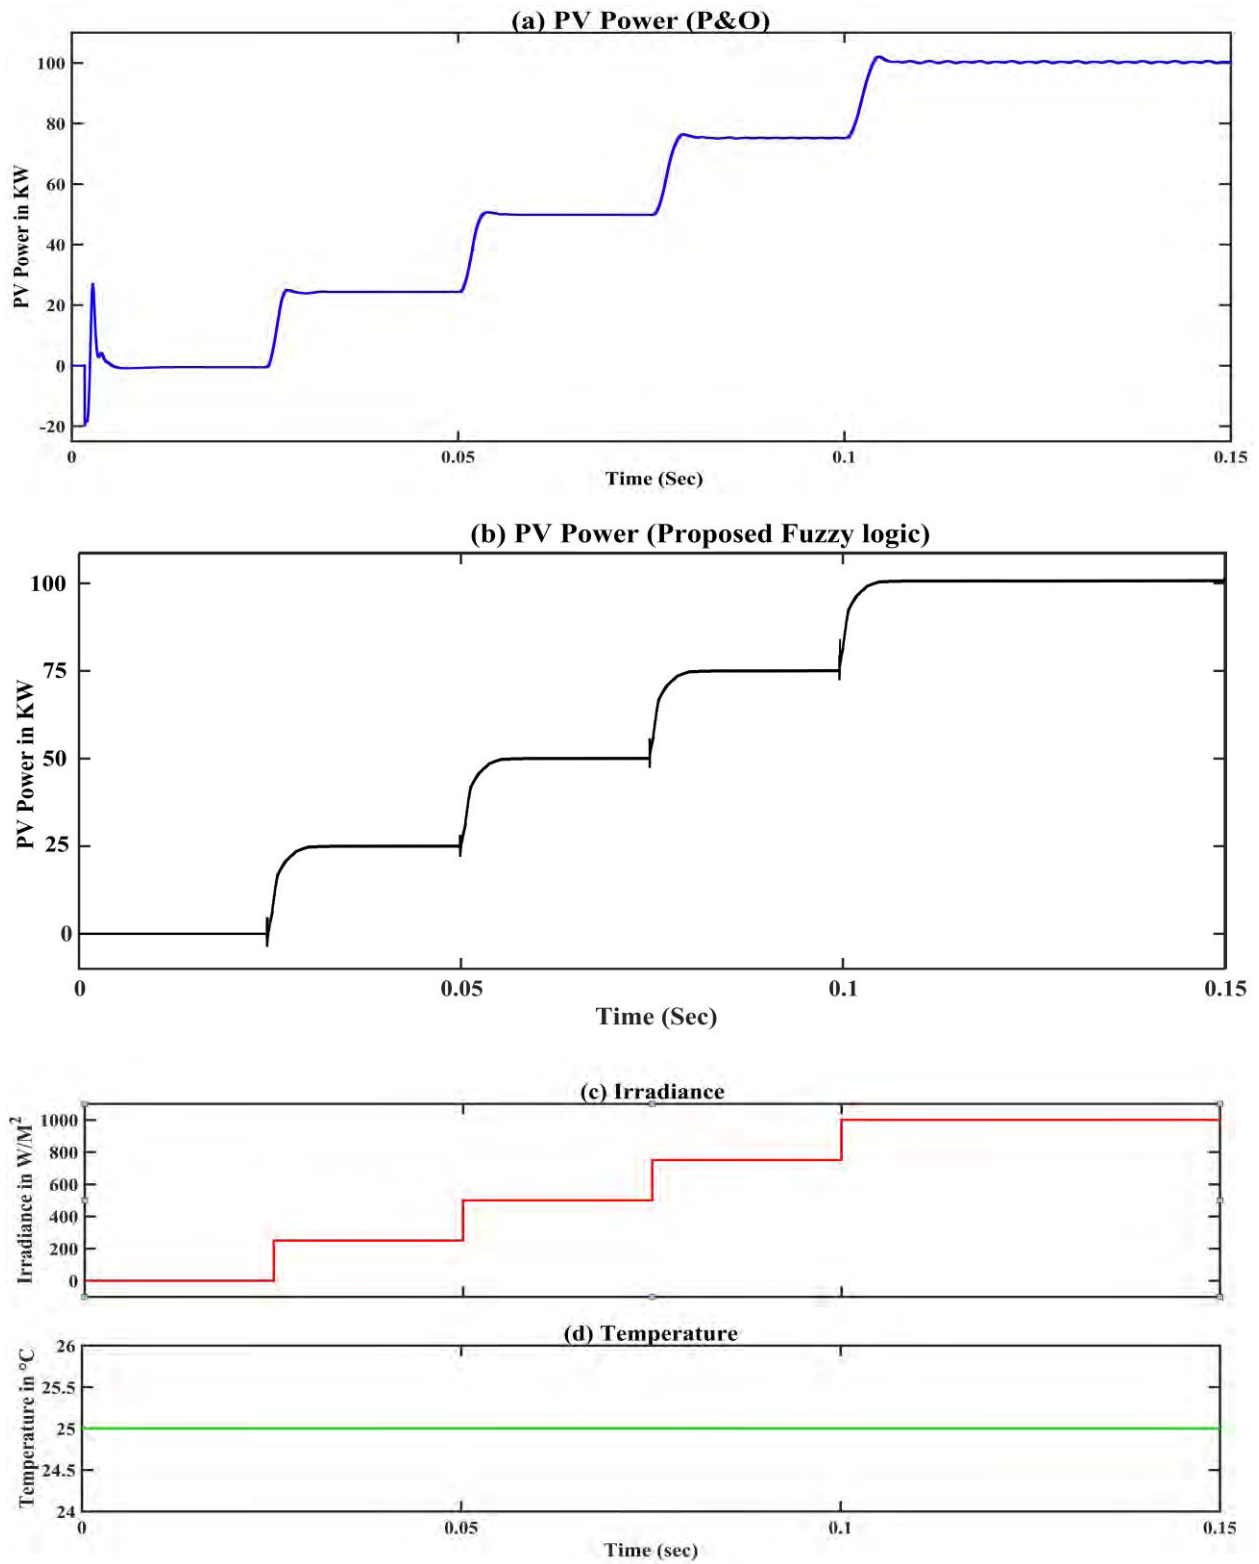 (a) PV Power (P&O)
PV Power in KW
100
80
60
40
20
0
-20
0 0.05 0.1 0.15
Time (Sec)
(b) PV Power (Proposed Fuzzy logic)
PV Power in KW
100
75
50
25
0
0 0.05 0.1 0.15
Time (Sec)
(c) Irradiance
Irradiance in W/M²
1000
800
600
400
200
0
(d) Temperature
Temperature in °C
26
25.5
25
24.5
24
0 0.05 0.1 0.15
Time (sec)